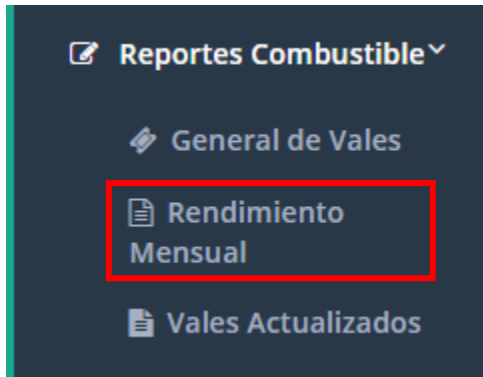 Reportes Combustible
General de Vales
Rendimiento
Mensual
Vales Actualizados